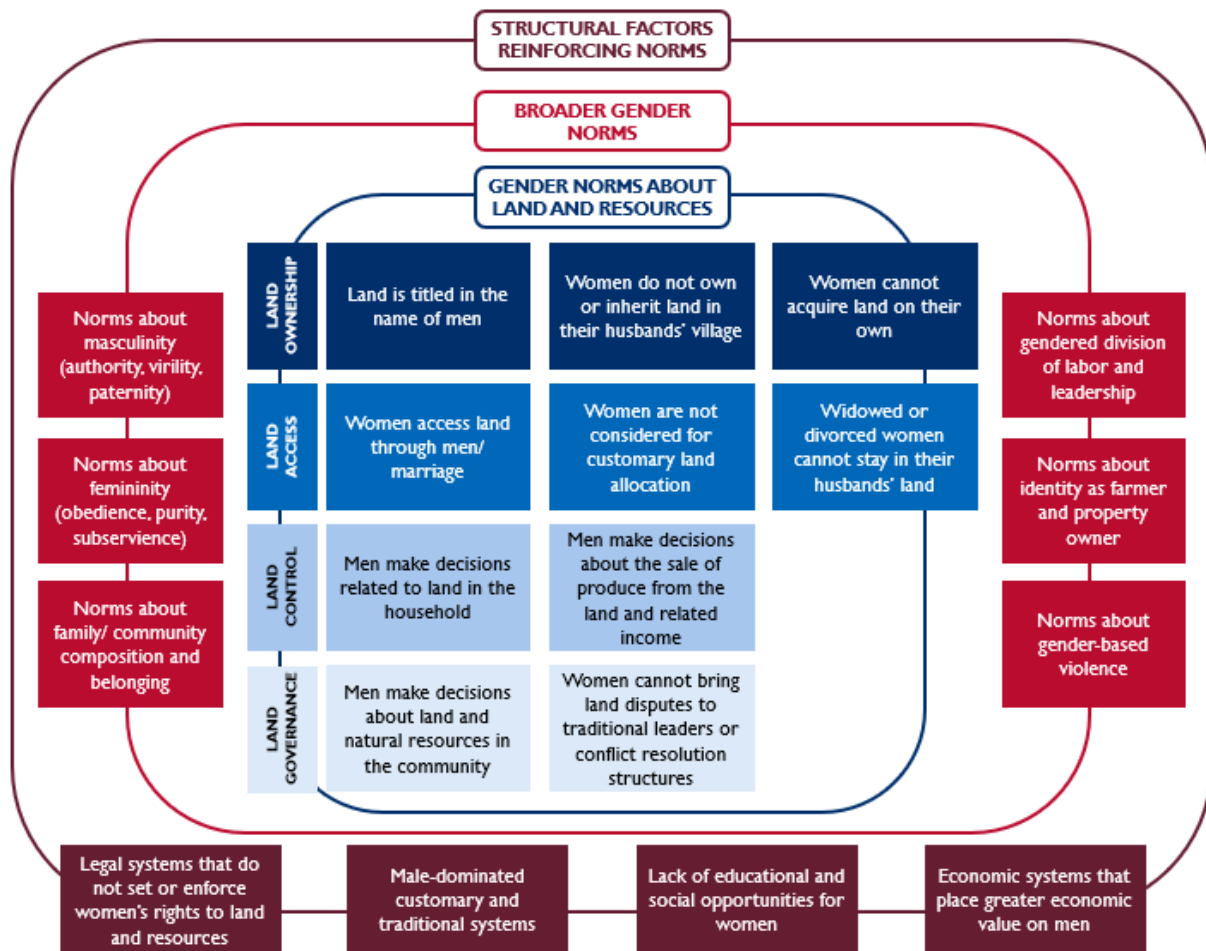 STRUCTURAL FACTORS
REINFORCING NORMS
BROADER GENDER
NORMS
GENDER NORMS ABOUT
LAND AND RESOURCES
LAND
OWNERSHIP
Land is titled in the
name of men
Women do not own
or inherit land in
their husbands' village
Women cannot
acquire land on their
own
LAND
ACCESS
Women access land
through men/
marriage
Women are not
considered for
customary land
allocation
Widowed or
divorced women
cannot stay in their
husbands' land
LAND
CONTROL
Men make decisions
related to land in the
household
Men make decisions
about the sale of
produce from the
land and related
income
LAND
GOVERNANCE
Men make decisions
about land and
natural resources in
the community
Women cannot bring
land disputes to
traditional leaders or
conflict resolution
structures
Norms about
masculinity
(authority, virility,
paternity)
Norms about
femininity
(obedience, purity,
subservience)
Norms about
family/ community
composition and
belonging
Norms about
gendered division
of labor and
leadership
Norms about
identity as farmer
and property
owner
Norms about
gender-based
violence
Legal systems that do
not set or enforce
women's rights to land
and resources
Male-dominated
customary and
traditional systems
Lack of educational and
social opportunities for
women
Economic systems that
place greater economic
value on men